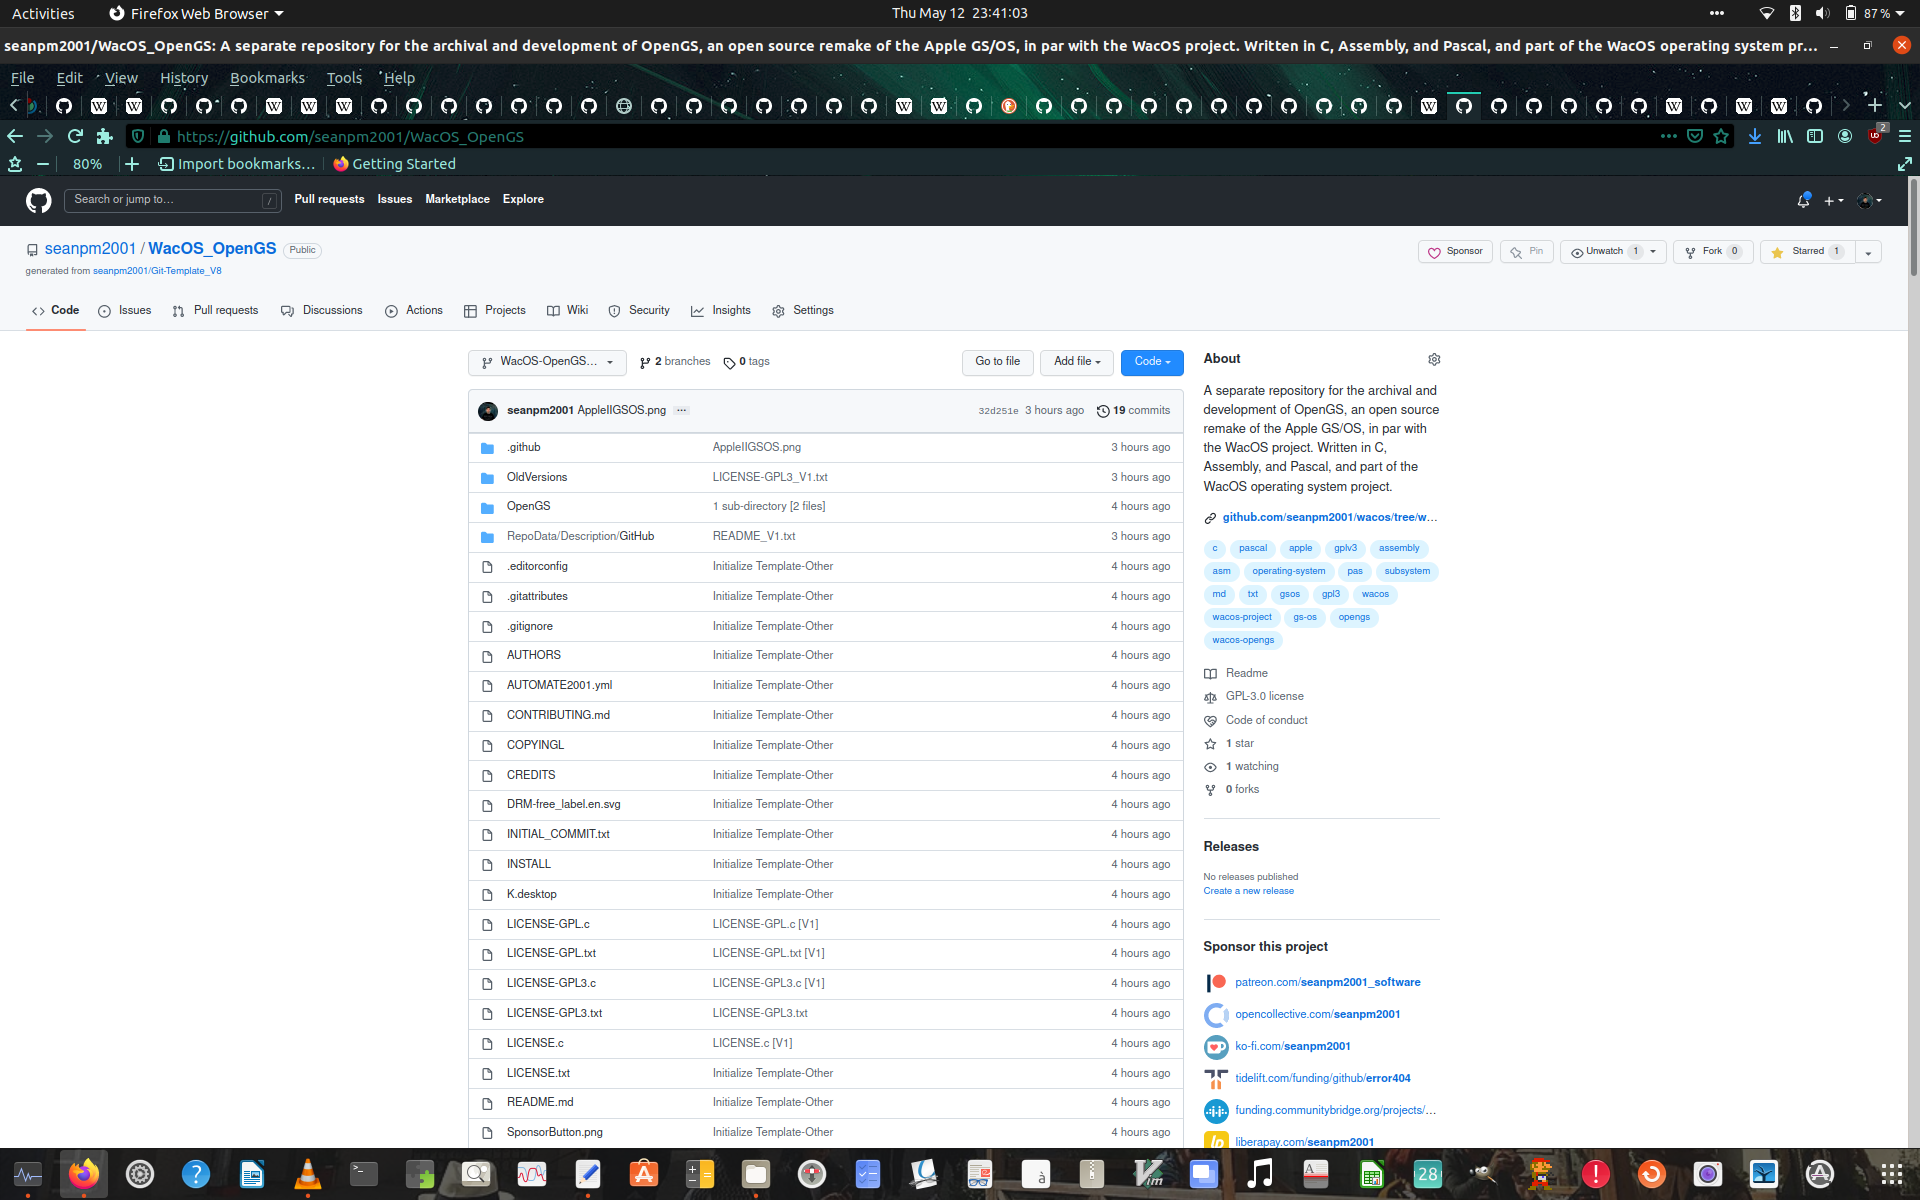 Activities Firefox Web Browser Thu May 12 23:41:03 87 %
seanpm2001/WacOS_OpenGS: A separate repository for the archival and development of OpenGS, an open source remake of the Apple GS/OS, in par with the WacOS project. Written in C, Assembly, and Pascal, and part of the WacOS operating system pr…
File Edit View History Bookmarks Tools Help
https://github.com/seanpm2001/WacOS_OpenGS 2
80% Import bookmarks… Getting Started
Search or jump to… / Pull requests Issues Marketplace Explore
seanpm2001 / WacOS_OpenGS Public
Sponsor Pin Unwatch 1 Fork 0 Starred 1
generated from seanpm2001/Git-Template_V8
Code Issues Pull requests Discussions Actions Projects Wiki Security Insights Settings
WacOS-OpenGS… 2 branches 0 tags Go to file Add file Code
seanpm2001 AppleIIGSOS.png … 32d251e 3 hours ago 19 commits
.github AppleIIGSOS.png 3 hours ago
OldVersions LICENSE-GPL3_V1.txt 3 hours ago
OpenGS 1 sub-directory [2 files] 4 hours ago
RepoData/Description/GitHub README_V1.txt 3 hours ago
.editorconfig Initialize Template-Other 4 hours ago
.gitattributes Initialize Template-Other 4 hours ago
.gitignore Initialize Template-Other 4 hours ago
AUTHORS Initialize Template-Other 4 hours ago
AUTOMATE2001.yml Initialize Template-Other 4 hours ago
CONTRIBUTING.md Initialize Template-Other 4 hours ago
COPYINGL Initialize Template-Other 4 hours ago
CREDITS Initialize Template-Other 4 hours ago
DRM-free_label.en.svg Initialize Template-Other 4 hours ago
INITIAL_COMMIT.txt Initialize Template-Other 4 hours ago
INSTALL Initialize Template-Other 4 hours ago
K.desktop Initialize Template-Other 4 hours ago
LICENSE-GPL.c LICENSE-GPL.c [V1] 4 hours ago
LICENSE-GPL.txt LICENSE-GPL.txt [V1] 4 hours ago
LICENSE-GPL3.c LICENSE-GPL3.c [V1] 4 hours ago
LICENSE-GPL3.txt LICENSE-GPL3.txt 4 hours ago
LICENSE.c LICENSE.c [V1] 4 hours ago
LICENSE.txt Initialize Template-Other 4 hours ago
README.md Initialize Template-Other 4 hours ago
SponsorButton.png Initialize Template-Other 4 hours ago
About
A separate repository for the archival and
development of OpenGS, an open source
remake of the Apple GS/OS, in par with
the WacOS project. Written in C,
Assembly, and Pascal, and part of the
WacOS operating system project.
github.com/seanpm2001/wacos/tree/w…
c pascal apple gplv3 assembly
asm operating-system pas subsystem
md txt gsos gpl3 wacos
wacos-project gs-os opengs
wacos-opengs
Readme
GPL-3.0 license
Code of conduct
1 star
1 watching
0 forks
Releases
No releases published
Create a new release
Sponsor this project
patreon.com/seanpm2001_software
opencollective.com/seanpm2001
ko-fi.com/seanpm2001
tidelift.com/funding/github/error404
funding.communitybridge.org/projects/…
liberapay.com/seanpm2001
28